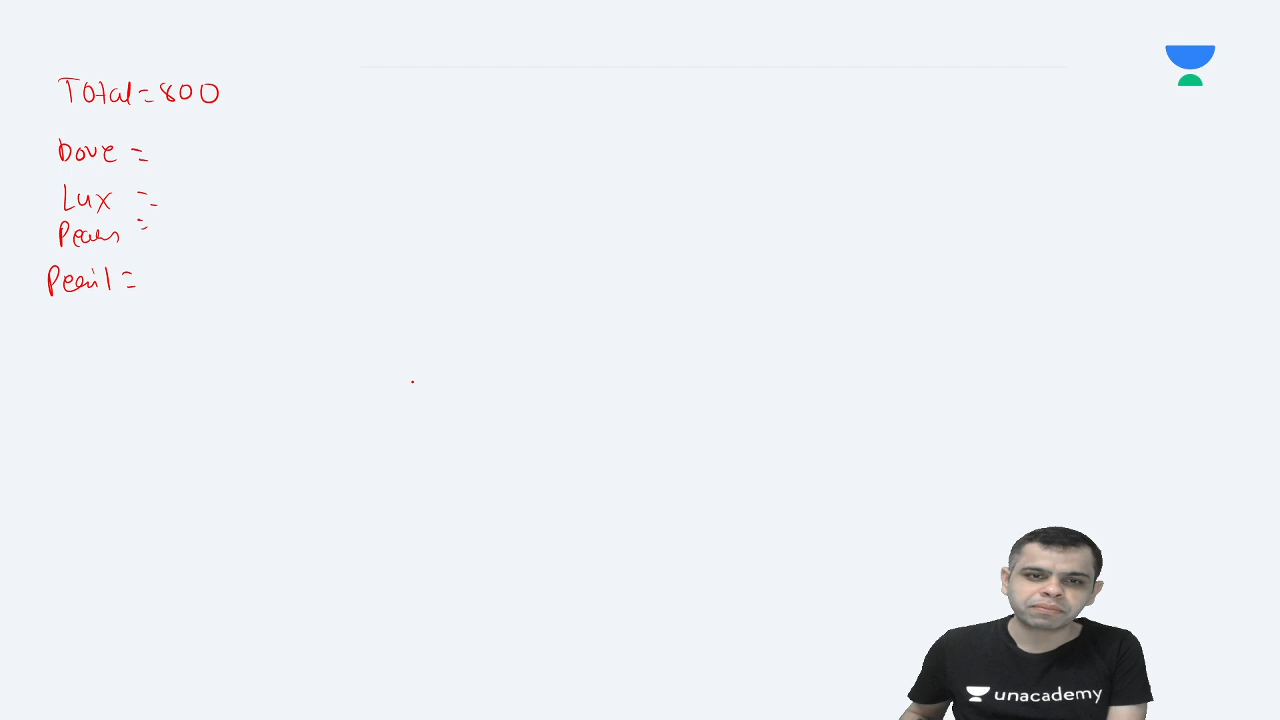 Total = 800
Dove =
Lux =
Pears =
Pearl =
unacademy